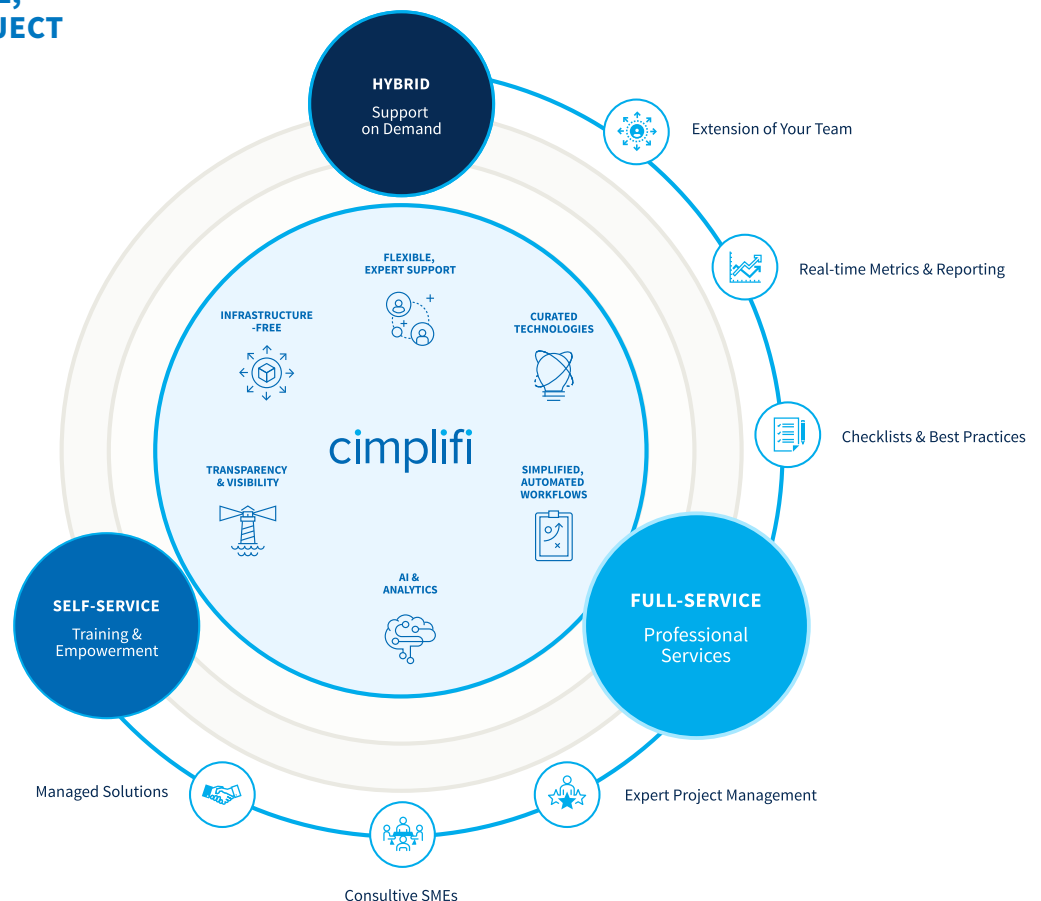 JECT
HYBRID
Support
on Demand
Extension of Your Team
Real-time Metrics & Reporting
Checklists & Best Practices
FLEXIBLE,
EXPERT SUPPORT
INFRASTRUCTURE
-FREE
CURATED
TECHNOLOGIES
cimplifi
TRANSPARENCY
& VISIBILITY
SIMPLIFIED,
AUTOMATED
WORKFLOWS
AI &
ANALYTICS
SELF-SERVICE
Training &
Empowerment
FULL-SERVICE
Professional
Services
Managed Solutions
Expert Project Management
Consultive SMEs